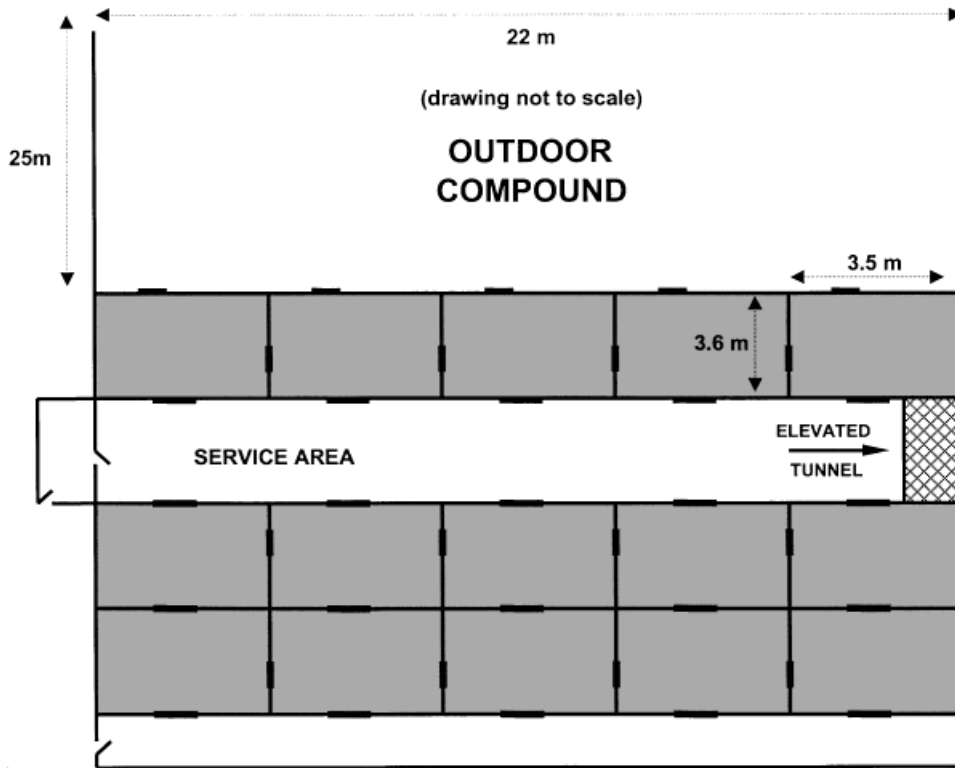 22 m
(drawing not to scale)
OUTDOOR
COMPOUND
25m
3.5 m
3.6 m
ELEVATED
SERVICE AREA
TUNNEL